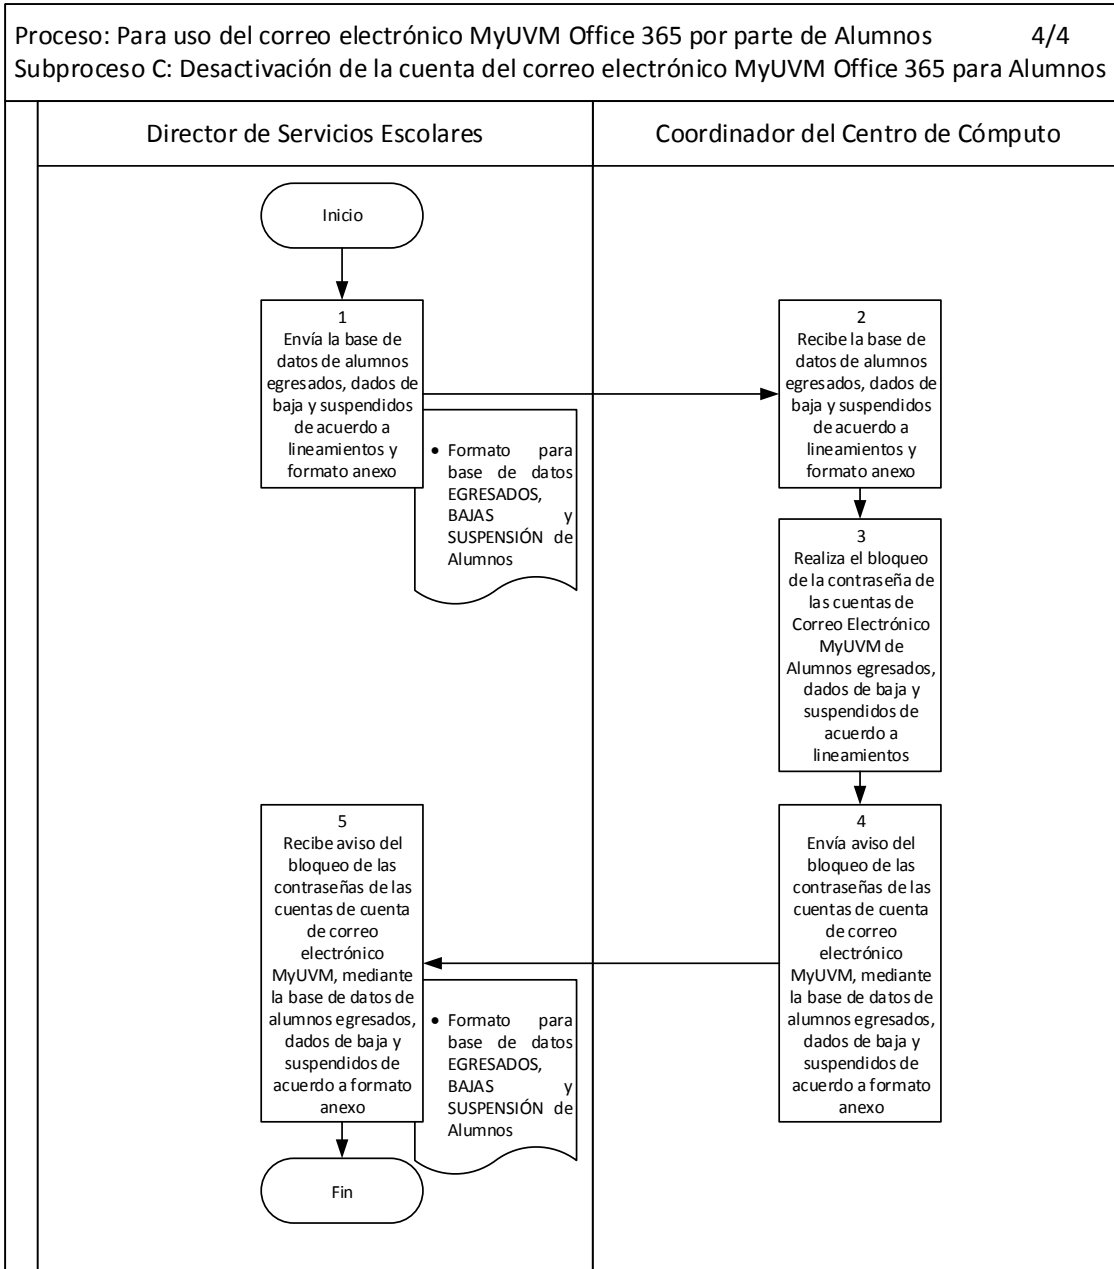 Proceso: Para uso del correo electrónico MyUVM Office 365 por parte de Alumnos 4/4
Subproceso C: Desactivación de la cuenta del correo electrónico MyUVM Office 365 para Alumnos
Director de Servicios Escolares
Coordinador del Centro de Cómputo
Inicio
1
Envía la base de
datos de alumnos
egresados, dados de
baja y suspendidos
de acuerdo a
lineamientos y
formato anexo
• Formato para
base de datos
EGRESADOS,
BAJAS y
SUSPENSIÓN de
Alumnos
2
Recibe la base de
datos de alumnos
egresados, dados de
baja y suspendidos
de acuerdo a
lineamientos y
formato anexo
3
Realiza el bloqueo
de la contraseña de
las cuentas de
Correo Electrónico
MyUVM de
Alumnos egresados,
dados de baja y
suspendidos de
acuerdo a
lineamientos
4
Envía aviso del
bloqueo de las
contraseñas de las
cuentas de cuenta
de correo
electrónico
MyUVM, mediante
la base de datos de
alumnos egresados,
dados de baja y
suspendidos de
acuerdo a formato
anexo
5
Recibe aviso del
bloqueo de las
contraseñas de las
cuentas de cuenta
de correo
electrónico
MyUVM, mediante
la base de datos de
alumnos egresados,
dados de baja y
suspendidos de
acuerdo a formato
anexo
• Formato para
base de datos
EGRESADOS,
BAJAS y
SUSPENSIÓN de
Alumnos
Fin